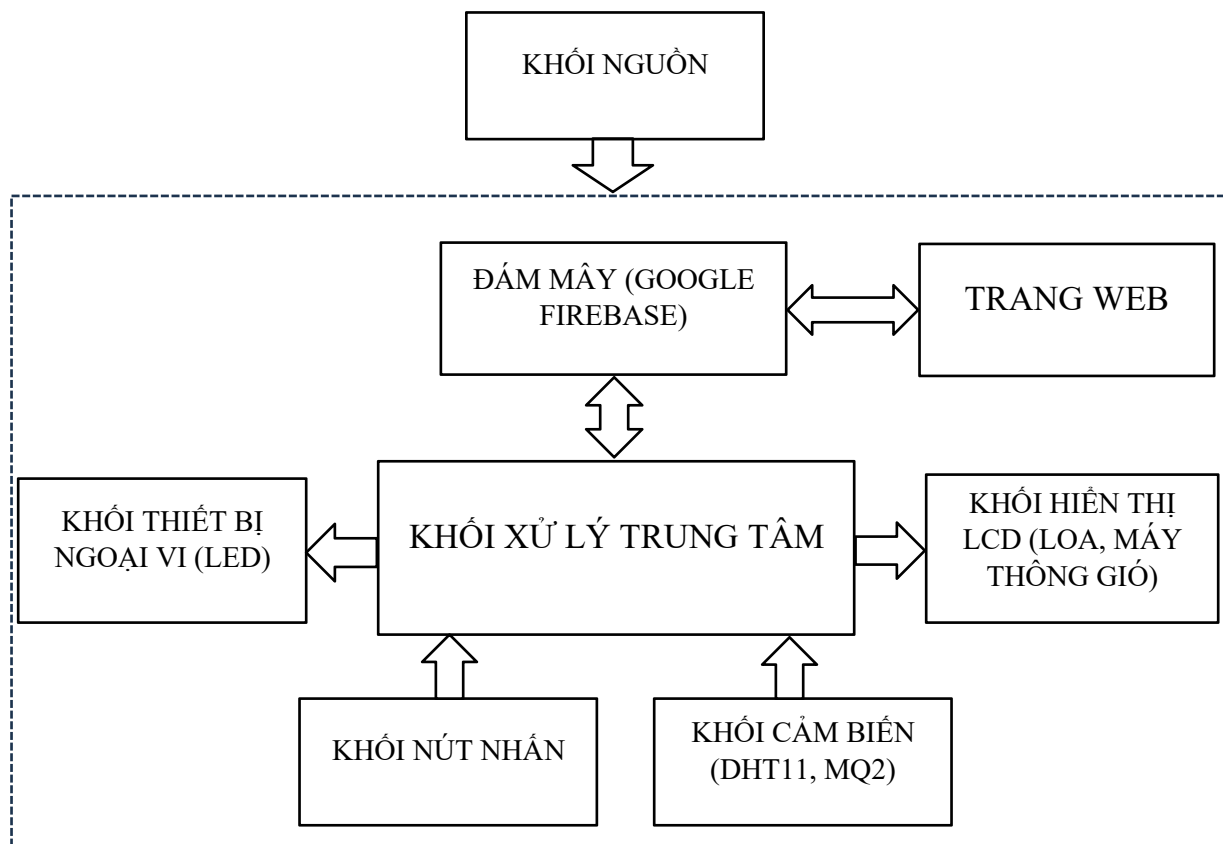 KHỐI NGUỒN
ĐÁM MÂY (GOOGLE
FIREBASE)
TRANG WEB
KHỐI THIẾT BỊ
NGOẠI VI (LED)
KHỐI XỬ LÝ TRUNG TÂM
KHỐI HIỂN THỊ
LCD (LOA, MÁY
THÔNG GIÓ)
KHỐI NÚT NHẤN
KHỐI CẢM BIẾN
(DHT11, MQ2)